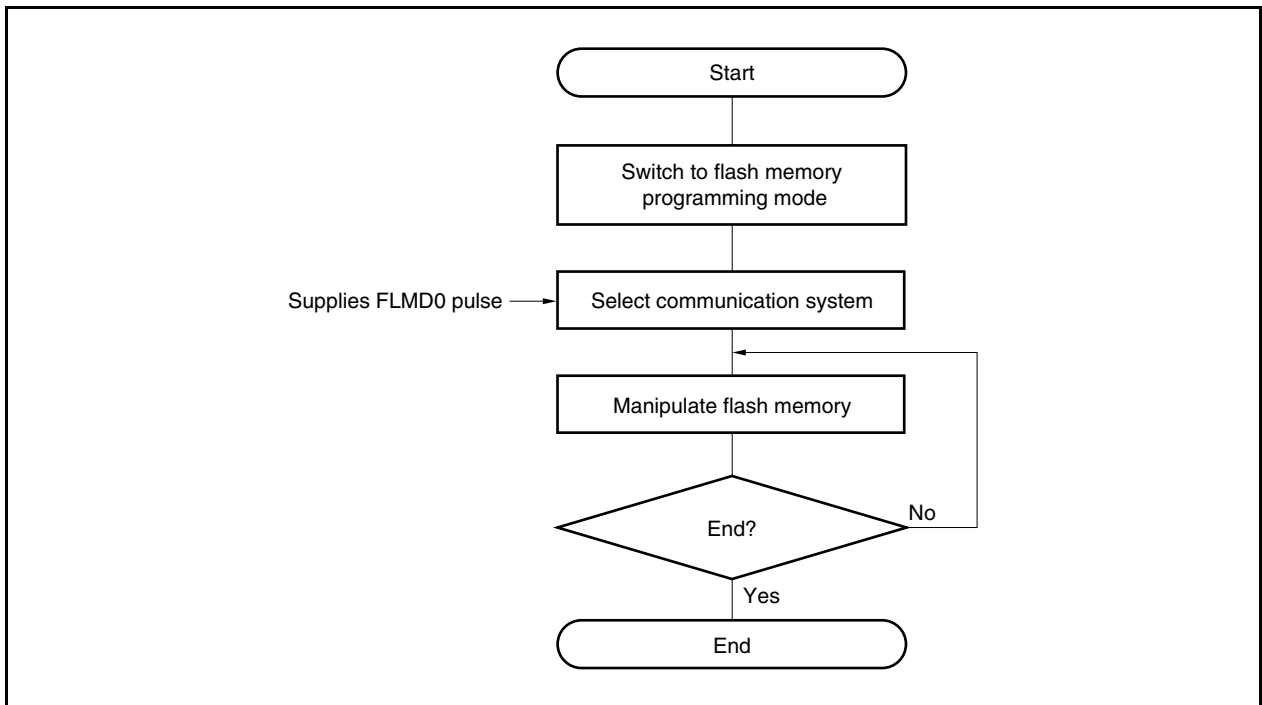 Start
Switch to flash memory
programming mode
Supplies FLMD0 pulse
Select communication system
Manipulate flash memory
End?
No
Yes
End